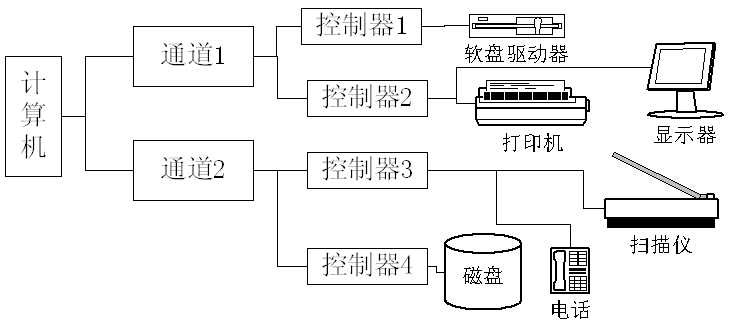 计算机
通道1
控制器1
软盘驱动器
控制器2
打印机
显示器
通道2
控制器3
扫描仪
电话
控制器4
磁盘